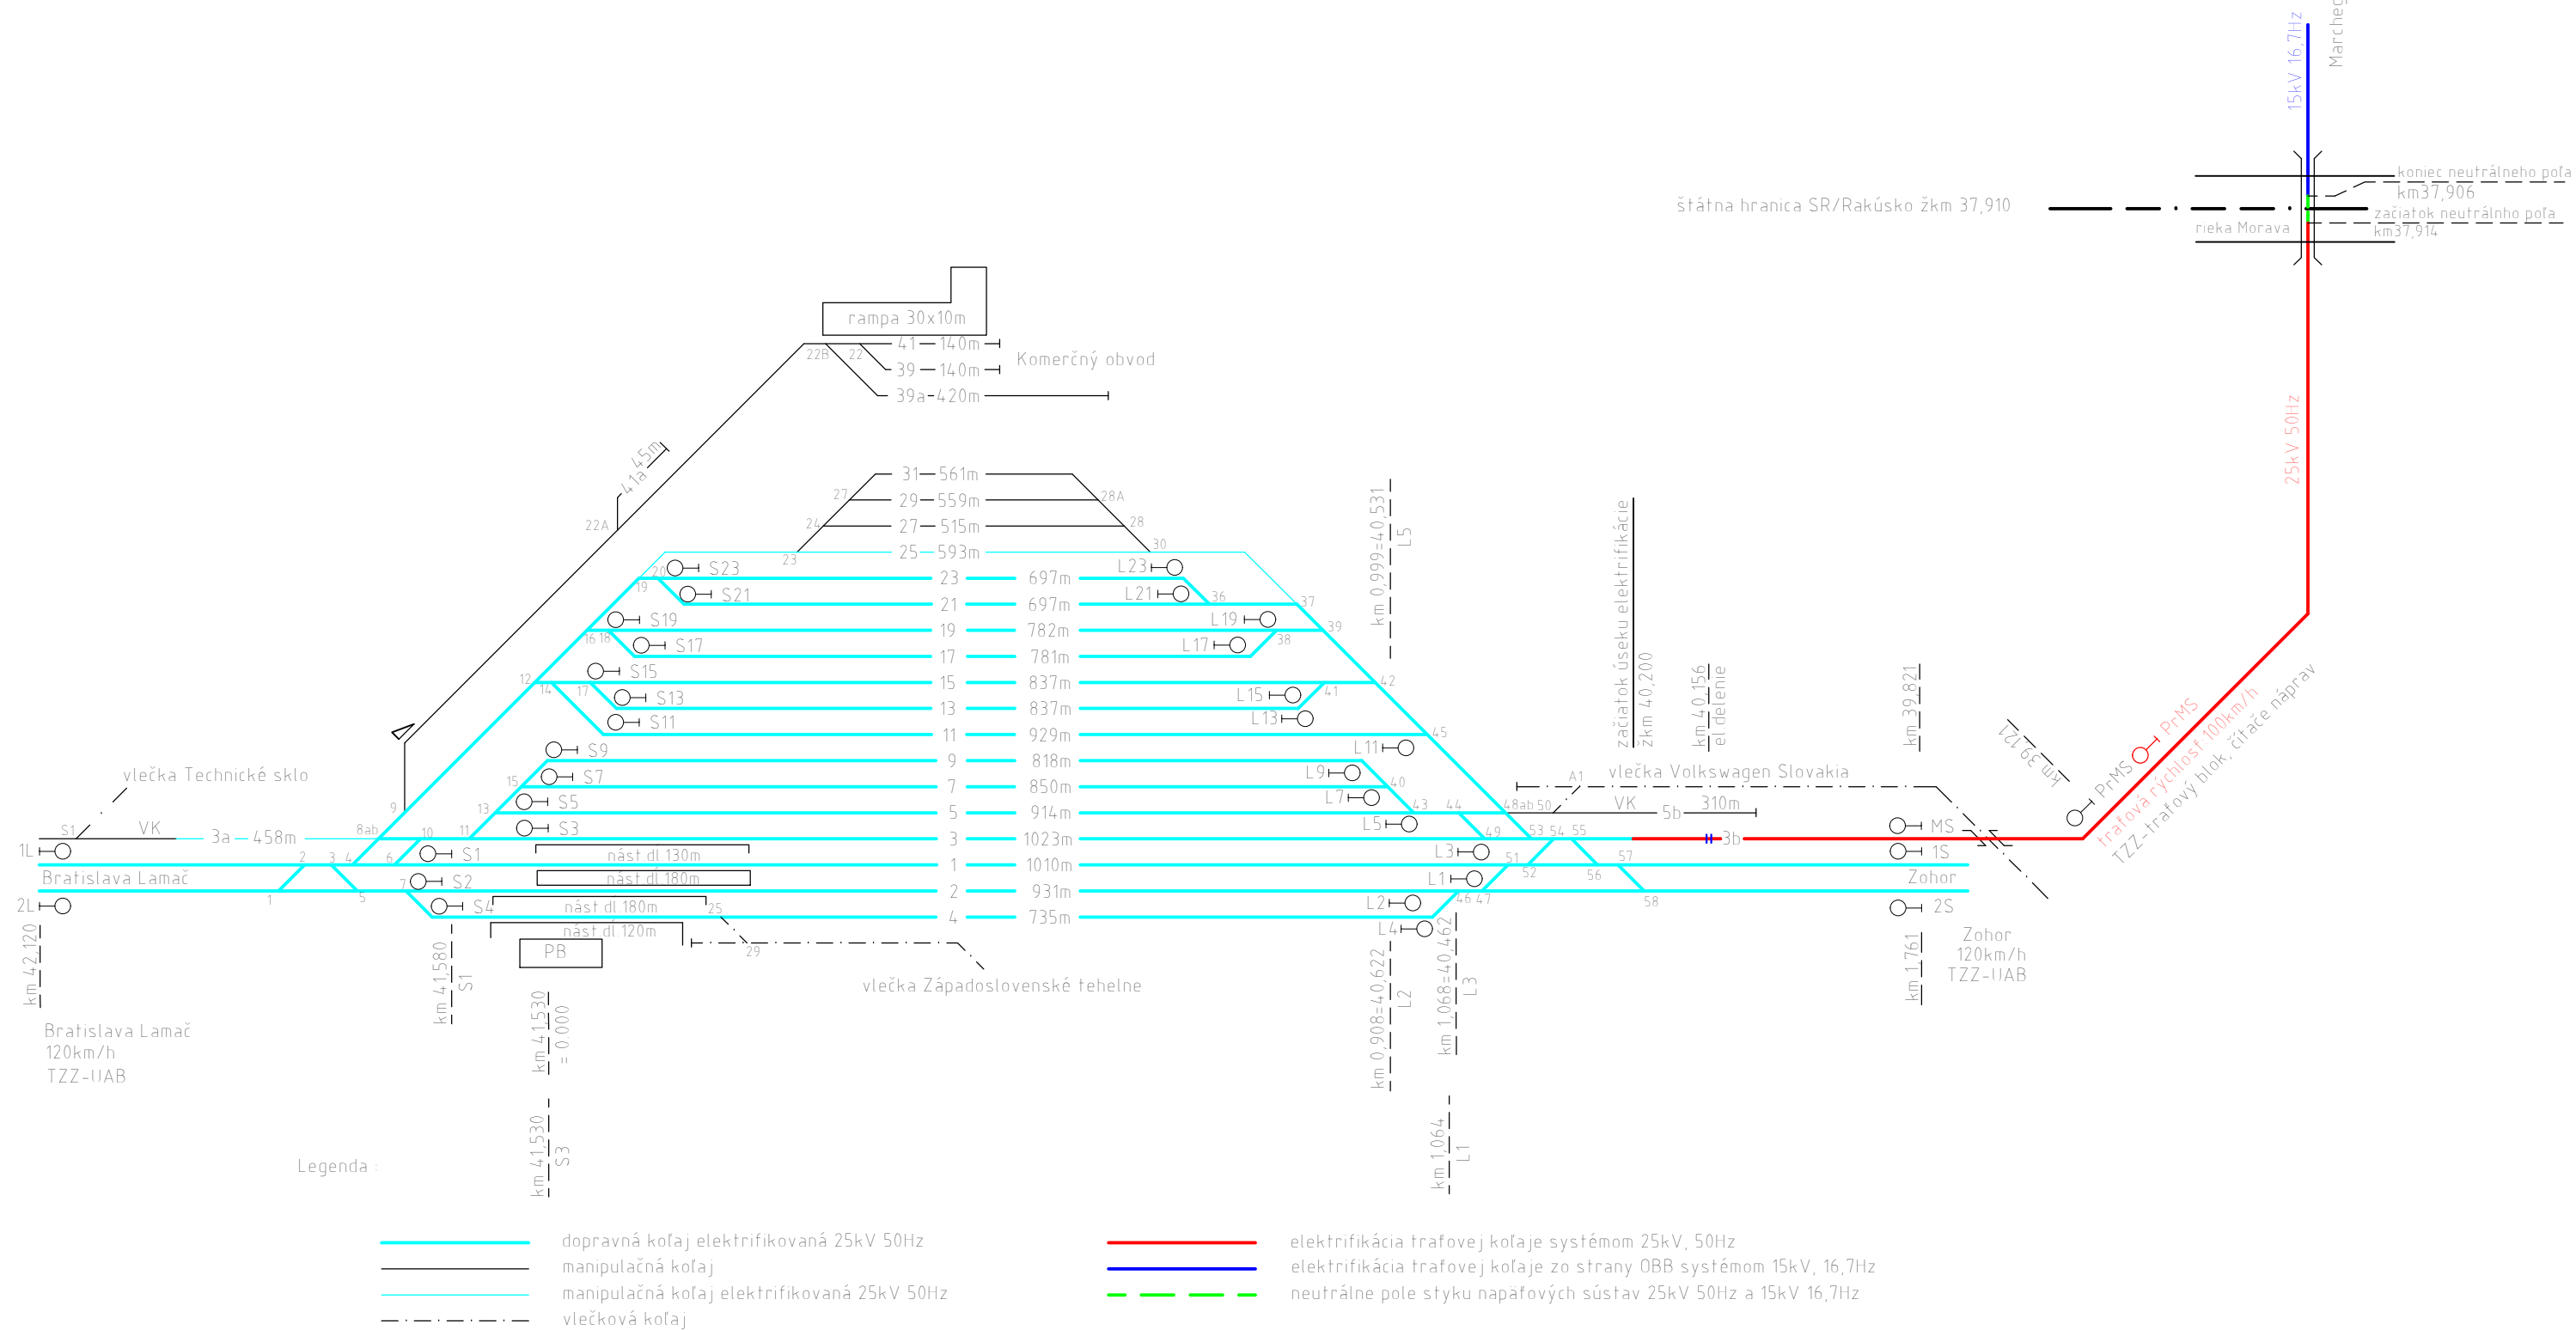 Marcheg
15kV 16,7Hz
koniec neutrálneho poľa
km37,906
štátna hranica SR/Rakúsko žkm 37,910
začiatok neutrálnho poľa
rieka Morava
km37,914
25kV 50Hz
rampa 30x10m
22B 22 41 140m
39 140m
Komerčný obvod
39a 420m
41a 45m
22A
31 561m
27 29 559m 28A
24 27 515m 28
23 25 593m 30
km 0,999=40,531
L5
začiatok úseku elektrifikácie
žkm 40,200
km 40,156
el.delenie
km 39,821
km 39,121
19 20 S23 23 697m L23
S21 21 697m L21 36 37
16 18 S19 19 782m L19 39
S17 17 781m L17 38
12 14 17 S15 15 837m 42
S13 13 837m L15 41
S11 11 929m L13 45
S9 9 818m L11
15 S7 7 850m L9 40
13 S5 5 914m L7 43 44 48ab 50
S3 3 1023m L5 49 53 54 55 3b
vlečka Technické sklo
vlečka Volkswagen Slovakia
A1
VK 5b 310m
9
S1 VK 3a 458m 8ab 10 11
1L
Bratislava Lamač
2L
1 2 3 4 5 6 7
S1 1 1010m L3 51 52 56 57
S2 2 931m L1 46 47 58
S4 4 735m L2
L4
nást dl.130m
nást dl.180m
nást dl.180m
nást dl.120m
PB
25
29
vlečka Západoslovenské tehelne
MS
1S
Zohor
2S
PrMS
PrMS
traťová rýchlosť 100km/h
TZZ-traťový blok, čítače náprav
Zohor
120km/h
TZZ-UAB
km 1,761
km 42,120
km 41,580
S1
km 41,530
= 0.000
km 41,530
S3
km 0,908=40,622
L2
km 1,068=40,462
L3
km 1,064
L1
Bratislava Lamač
120km/h
TZZ-UAB
Legenda :
dopravná koľaj elektrifikovaná 25kV 50Hz
manipulačná koľaj
manipulačná koľaj elektrifikovaná 25kV 50Hz
vlečková koľaj
elektrifikácia traťovej koľaje systémom 25kV, 50Hz
elektrifikácia traťovej koľaje zo strany OBB systémom 15kV, 16,7Hz
neutrálne pole styku napäťových sústav 25kV 50Hz a 15kV 16,7Hz